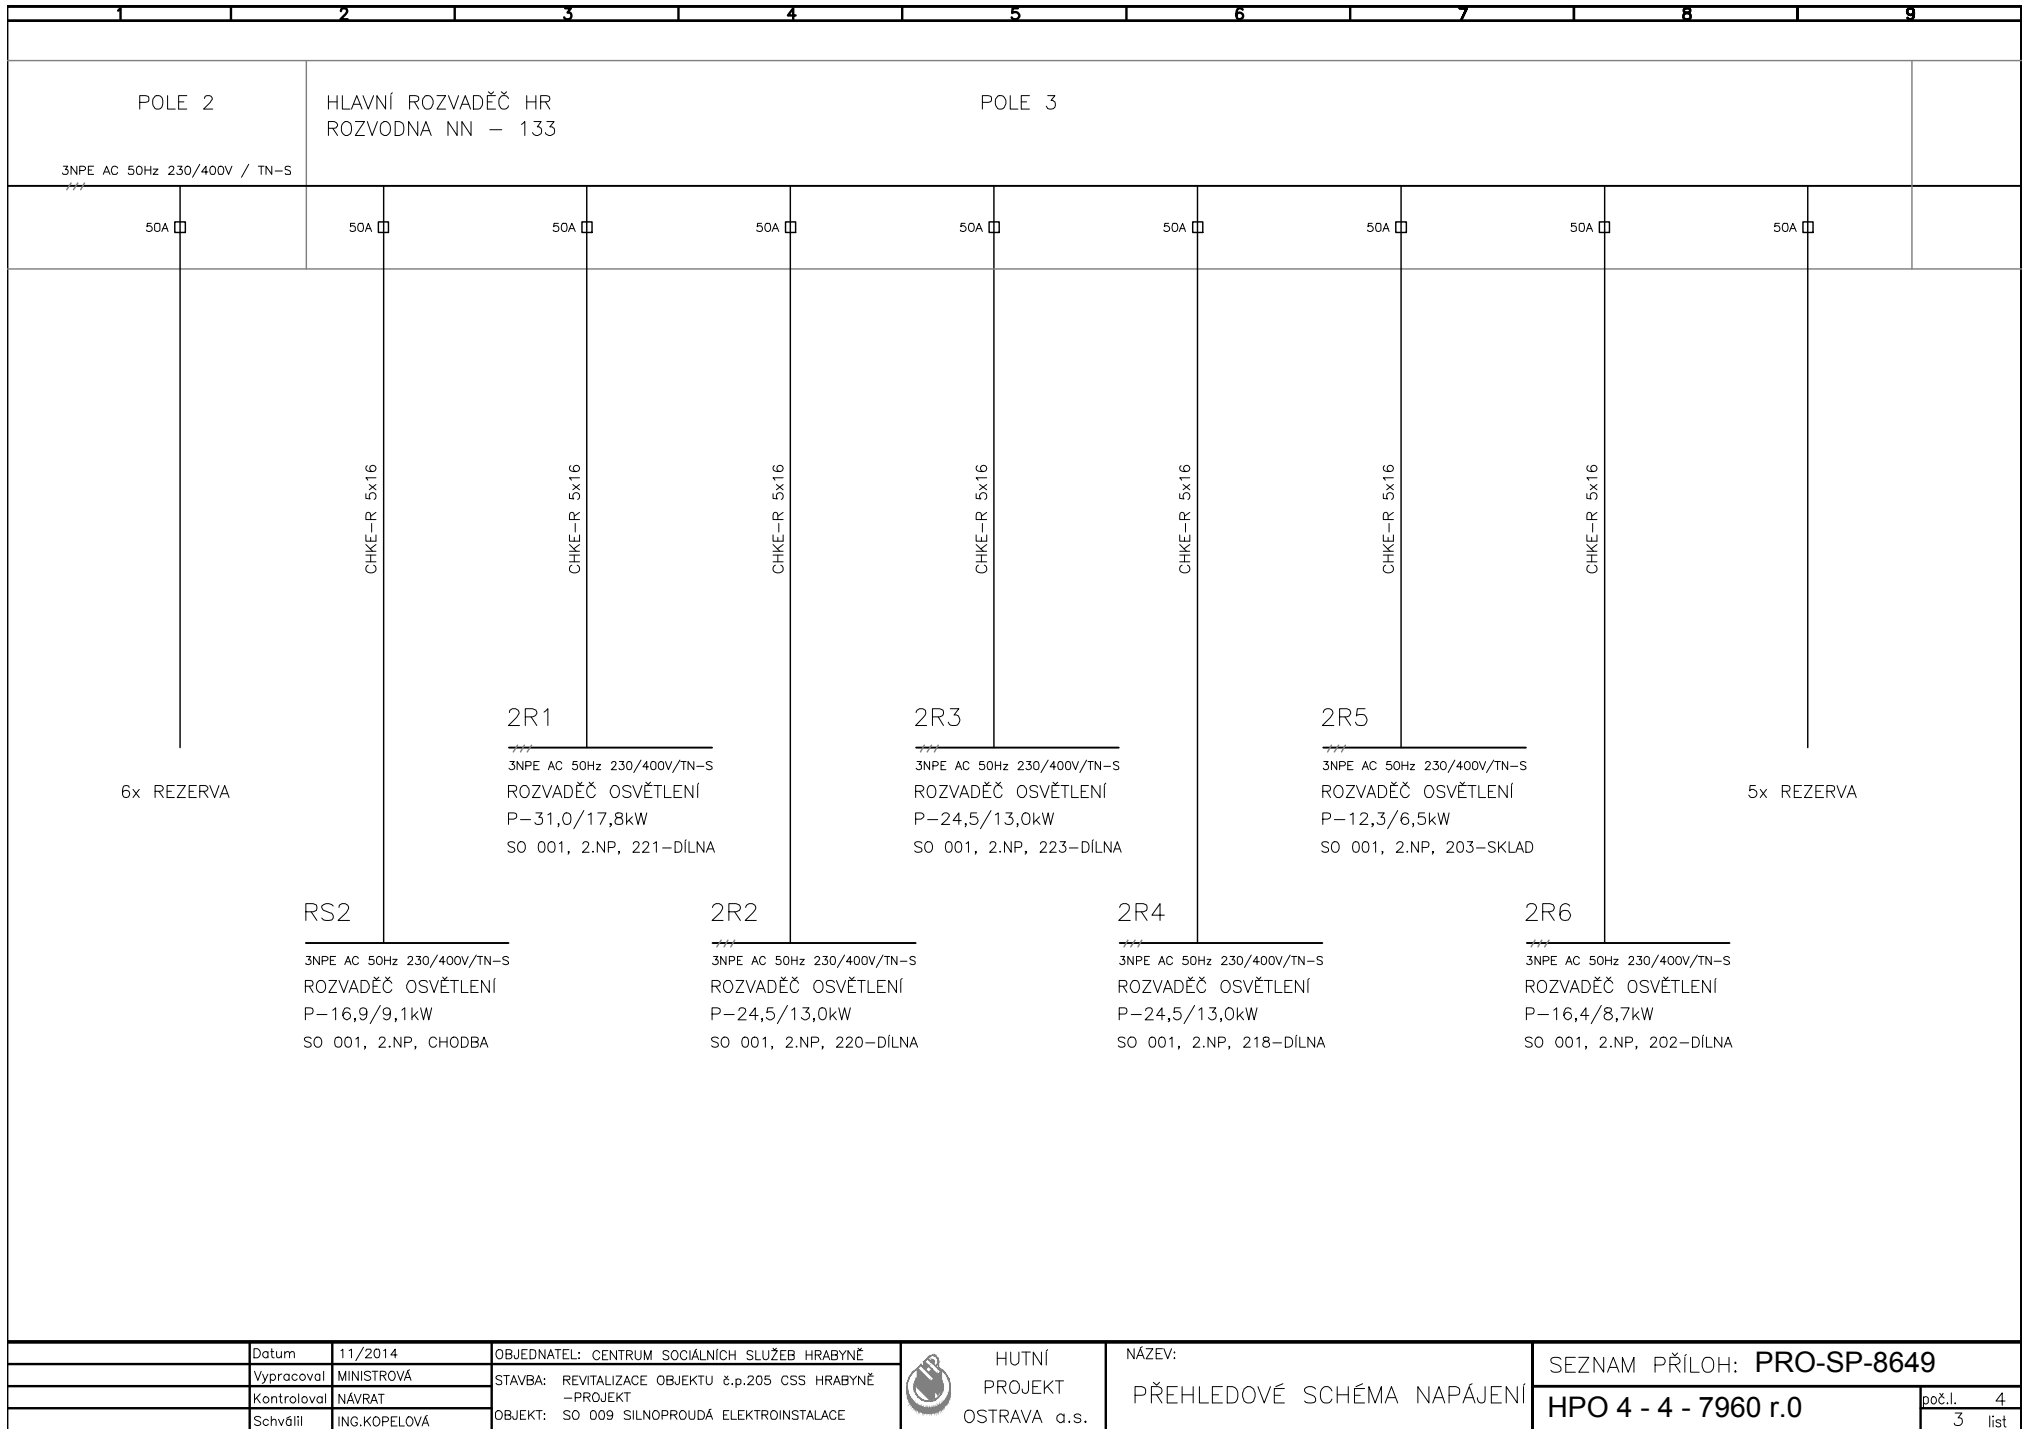 1 2 3 4 5 6 7 8 9
POLE 2
HLAVNÍ ROZVADĚČ HR
POLE 3
ROZVODNA NN – 133
3NPE AC 50Hz 230/400V / TN–S
50A 50A 50A 50A 50A 50A 50A 50A 50A
CHKE–R 5x16
CHKE–R 5x16
CHKE–R 5x16
CHKE–R 5x16
CHKE–R 5x16
CHKE–R 5x16
CHKE–R 5x16
6x REZERVA
RS2
3NPE AC 50Hz 230/400V/TN–S
ROZVADĚČ OSVĚTLENÍ
P–16,9/9,1kW
SO 001, 2.NP, CHODBA
2R1
3NPE AC 50Hz 230/400V/TN–S
ROZVADĚČ OSVĚTLENÍ
P–31,0/17,8kW
SO 001, 2.NP, 221–DÍLNA
2R2
3NPE AC 50Hz 230/400V/TN–S
ROZVADĚČ OSVĚTLENÍ
P–24,5/13,0kW
SO 001, 2.NP, 220–DÍLNA
2R3
3NPE AC 50Hz 230/400V/TN–S
ROZVADĚČ OSVĚTLENÍ
P–24,5/13,0kW
SO 001, 2.NP, 223–DÍLNA
2R4
3NPE AC 50Hz 230/400V/TN–S
ROZVADĚČ OSVĚTLENÍ
P–24,5/13,0kW
SO 001, 2.NP, 218–DÍLNA
2R5
3NPE AC 50Hz 230/400V/TN–S
ROZVADĚČ OSVĚTLENÍ
P–12,3/6,5kW
SO 001, 2.NP, 203–SKLAD
2R6
3NPE AC 50Hz 230/400V/TN–S
ROZVADĚČ OSVĚTLENÍ
P–16,4/8,7kW
SO 001, 2.NP, 202–DÍLNA
5x REZERVA
Datum 11/2014
Vypracoval MINISTROVÁ
Kontroloval NÁVRAT
Schválil ING.KOPELOVÁ
OBJEDNATEL: CENTRUM SOCIÁLNÍCH SLUŽEB HRABYNĚ
STAVBA: REVITALIZACE OBJEKTU č.p.205 CSS HRABYNĚ
–PROJEKT
OBJEKT: SO 009 SILNOPROUDÁ ELEKTROINSTALACE
HP
HUTNÍ
PROJEKT
OSTRAVA a.s.
NÁZEV:
PŘEHLEDOVÉ SCHÉMA NAPÁJENÍ
SEZNAM PŘÍLOH: PRO-SP-8649
HPO 4 - 4 - 7960 r.0
poč.l. 4
3 list